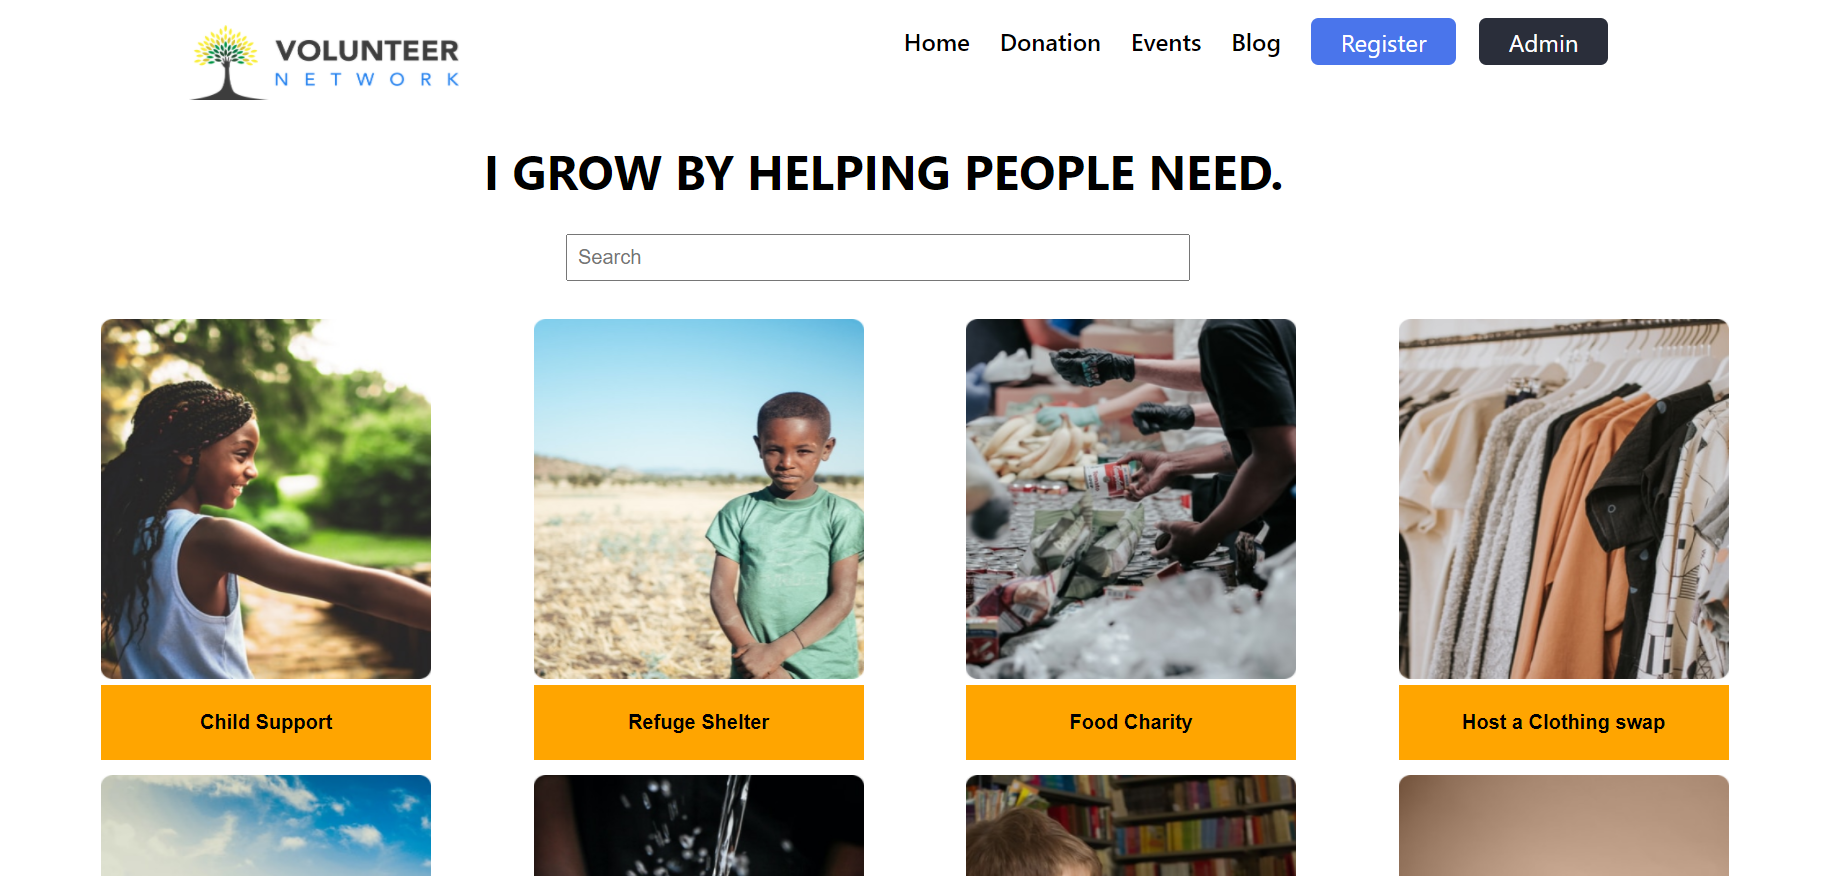 VOLUNTEER
NETWORK
Home Donation Events Blog Register Admin
I GROW BY HELPING PEOPLE NEED.
Search
Child Support
Refuge Shelter
Food Charity
Host a Clothing swap